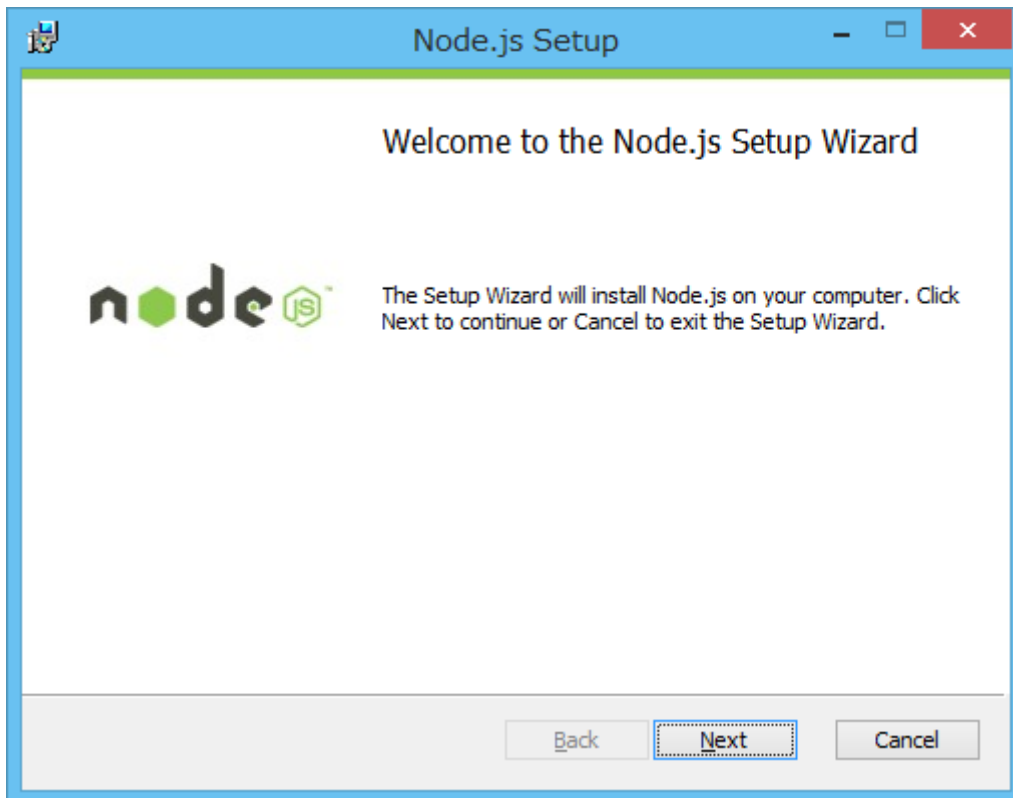 Node.js Setup
Welcome to the Node.js Setup Wizard
node JS™
The Setup Wizard will install Node.js on your computer. Click
Next to continue or Cancel to exit the Setup Wizard.
Back Next Cancel